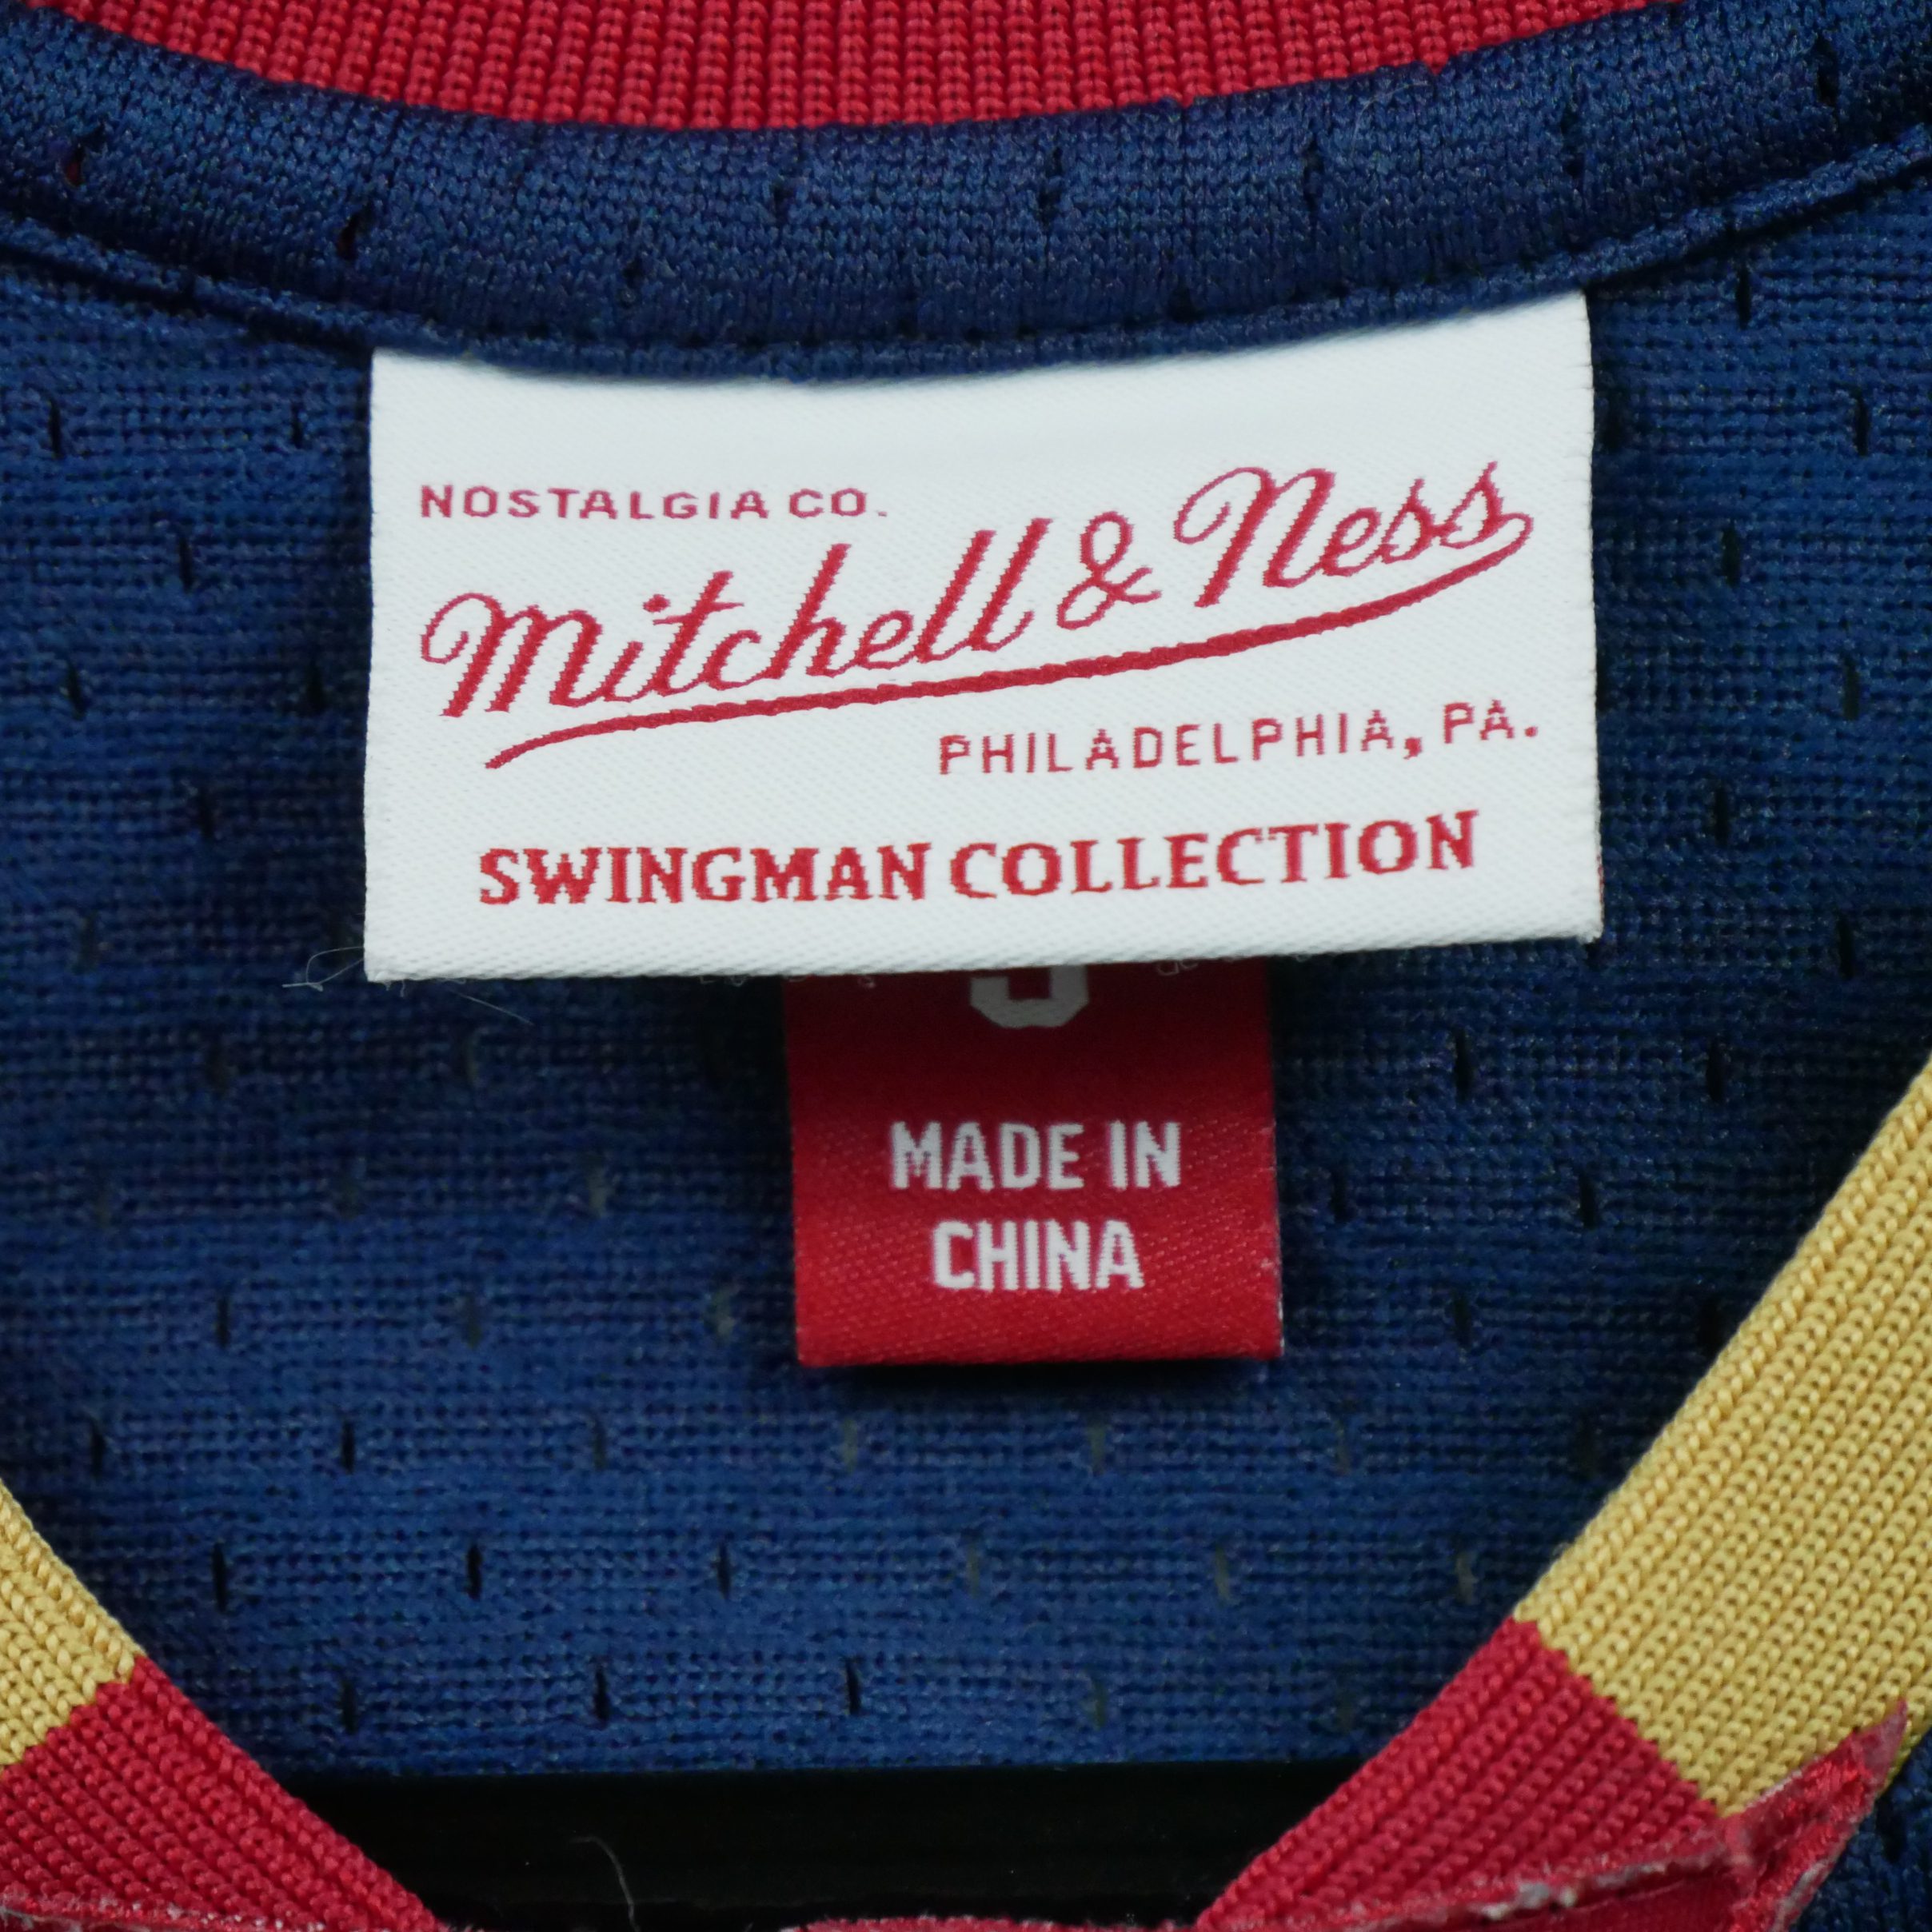 NOSTALGIA CO.
Mitchell & Ness
PHILADELPHIA, PA.
SWINGMAN COLLECTION
MADE IN
CHINA